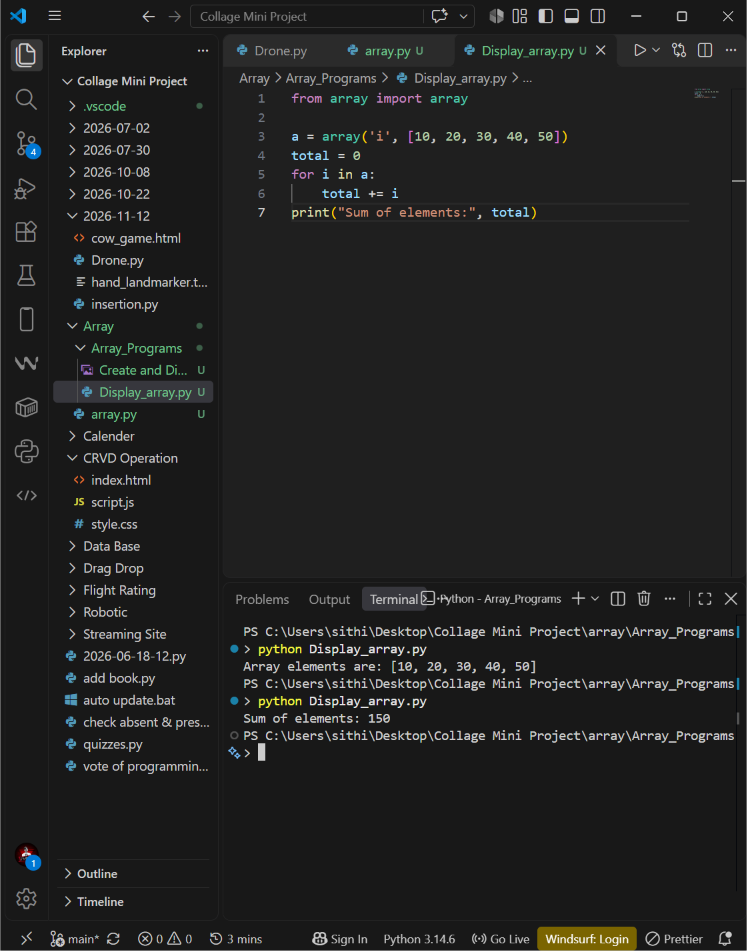 Collage Mini Project
Explorer
Collage Mini Project
.vscode
2026-07-02
2026-07-30
2026-10-08
2026-10-22
2026-11-12
cow_game.html
Drone.py
hand_landmarker.t...
insertion.py
Array
Array_Programs
Create and Di... U
Display_array.py U
array.py U
Calender
CRVD Operation
index.html
JS script.js
# style.css
Data Base
Drag Drop
Flight Rating
Robotic
Streaming Site
2026-06-18-12.py
add book.py
auto update.bat
check absent & pres...
quizzes.py
vote of programmin...
Outline
Timeline
4
1
Drone.py array.py U Display_array.py U
Array > Array_Programs > Display_array.py > ...
1 from array import array
2
3 a = array('i', [10, 20, 30, 40, 50])
4 total = 0
5 for i in a:
6 total += i
7 print("Sum of elements:", total)
Problems Output Terminal Python - Array_Programs
PS C:\Users\sithi\Desktop\Collage Mini Project\array\Array_Programs
> python Display_array.py
Array elements are: [10, 20, 30, 40, 50]
PS C:\Users\sithi\Desktop\Collage Mini Project\array\Array_Programs
> python Display_array.py
Sum of elements: 150
PS C:\Users\sithi\Desktop\Collage Mini Project\array\Array_Programs
>
main* 0 0 3 mins Sign In Python 3.14.6 Go Live Windsurf: Login Prettier